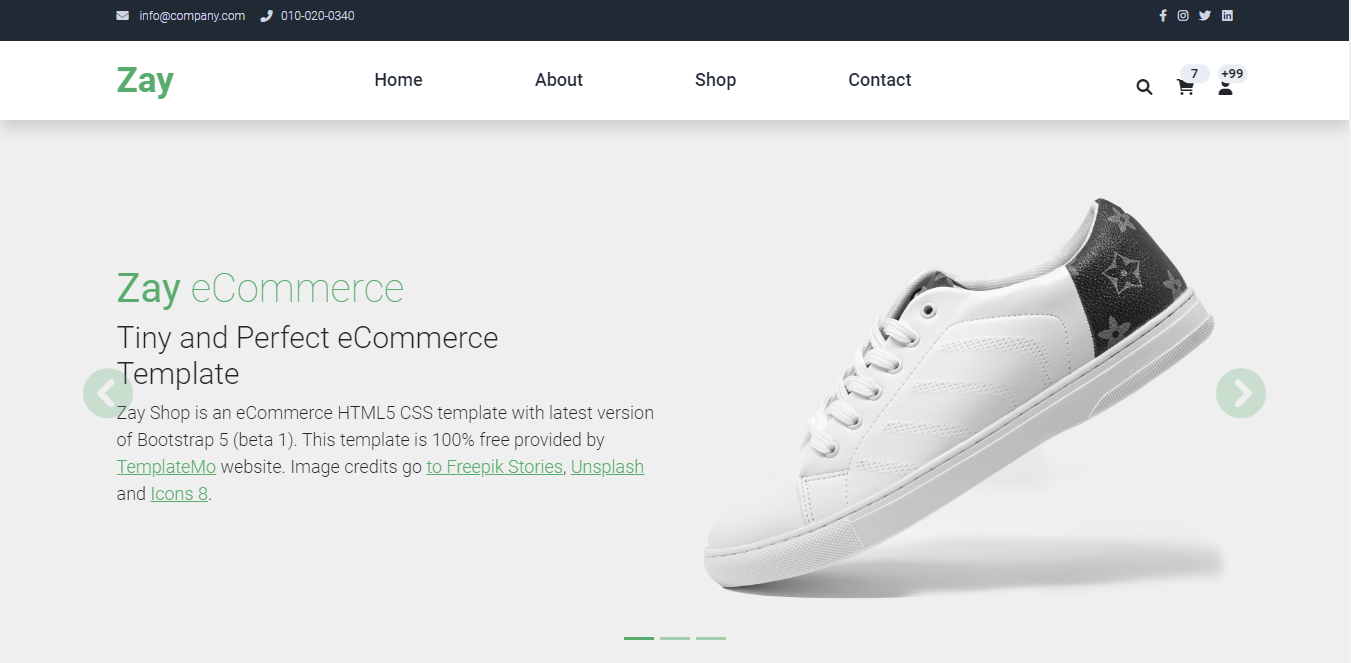 info@company.com 010-020-0340
Zay Home About Shop Contact 7 +99
Zay eCommerce
Tiny and Perfect eCommerce
Template
Zay Shop is an eCommerce HTML5 CSS template with latest version
of Bootstrap 5 (beta 1). This template is 100% free provided by
TemplateMo website. Image credits go to Freepik Stories, Unsplash
and Icons 8.